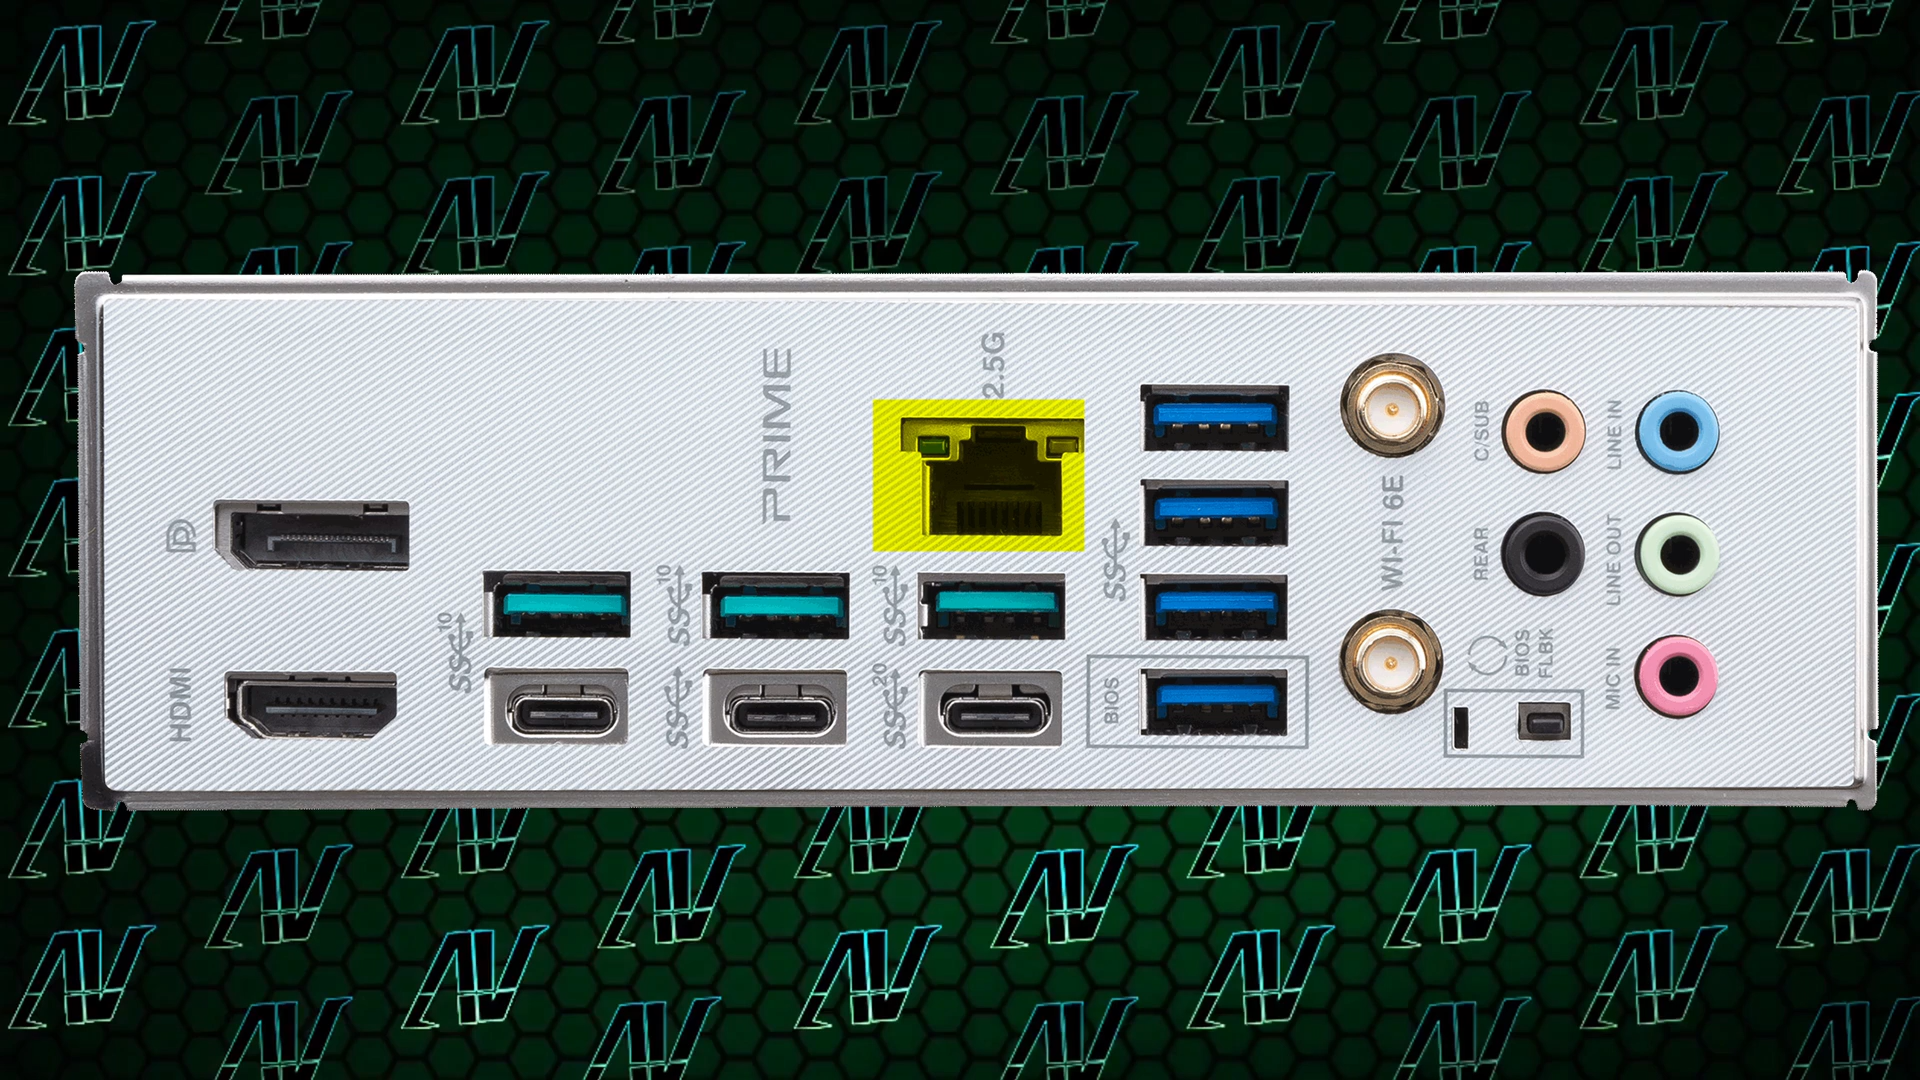 PRIME
2.5G
HDMI
SS 10
SS 10
SS
SS 10
SS 20
SS
BIOS
WI-FI 6E
C/SUB
LINE IN
REAR
LINE OUT
BIOS
FLBK
MIC IN